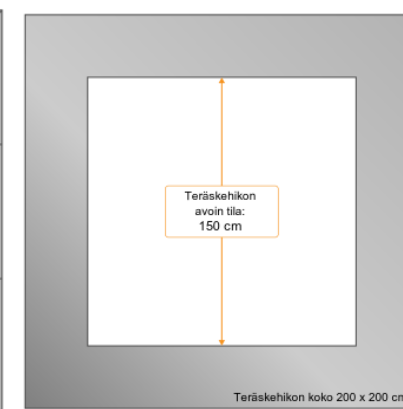 Teräskehikon
avoin tila:
150 cm
Teräskehikon koko 200 x 200 cm